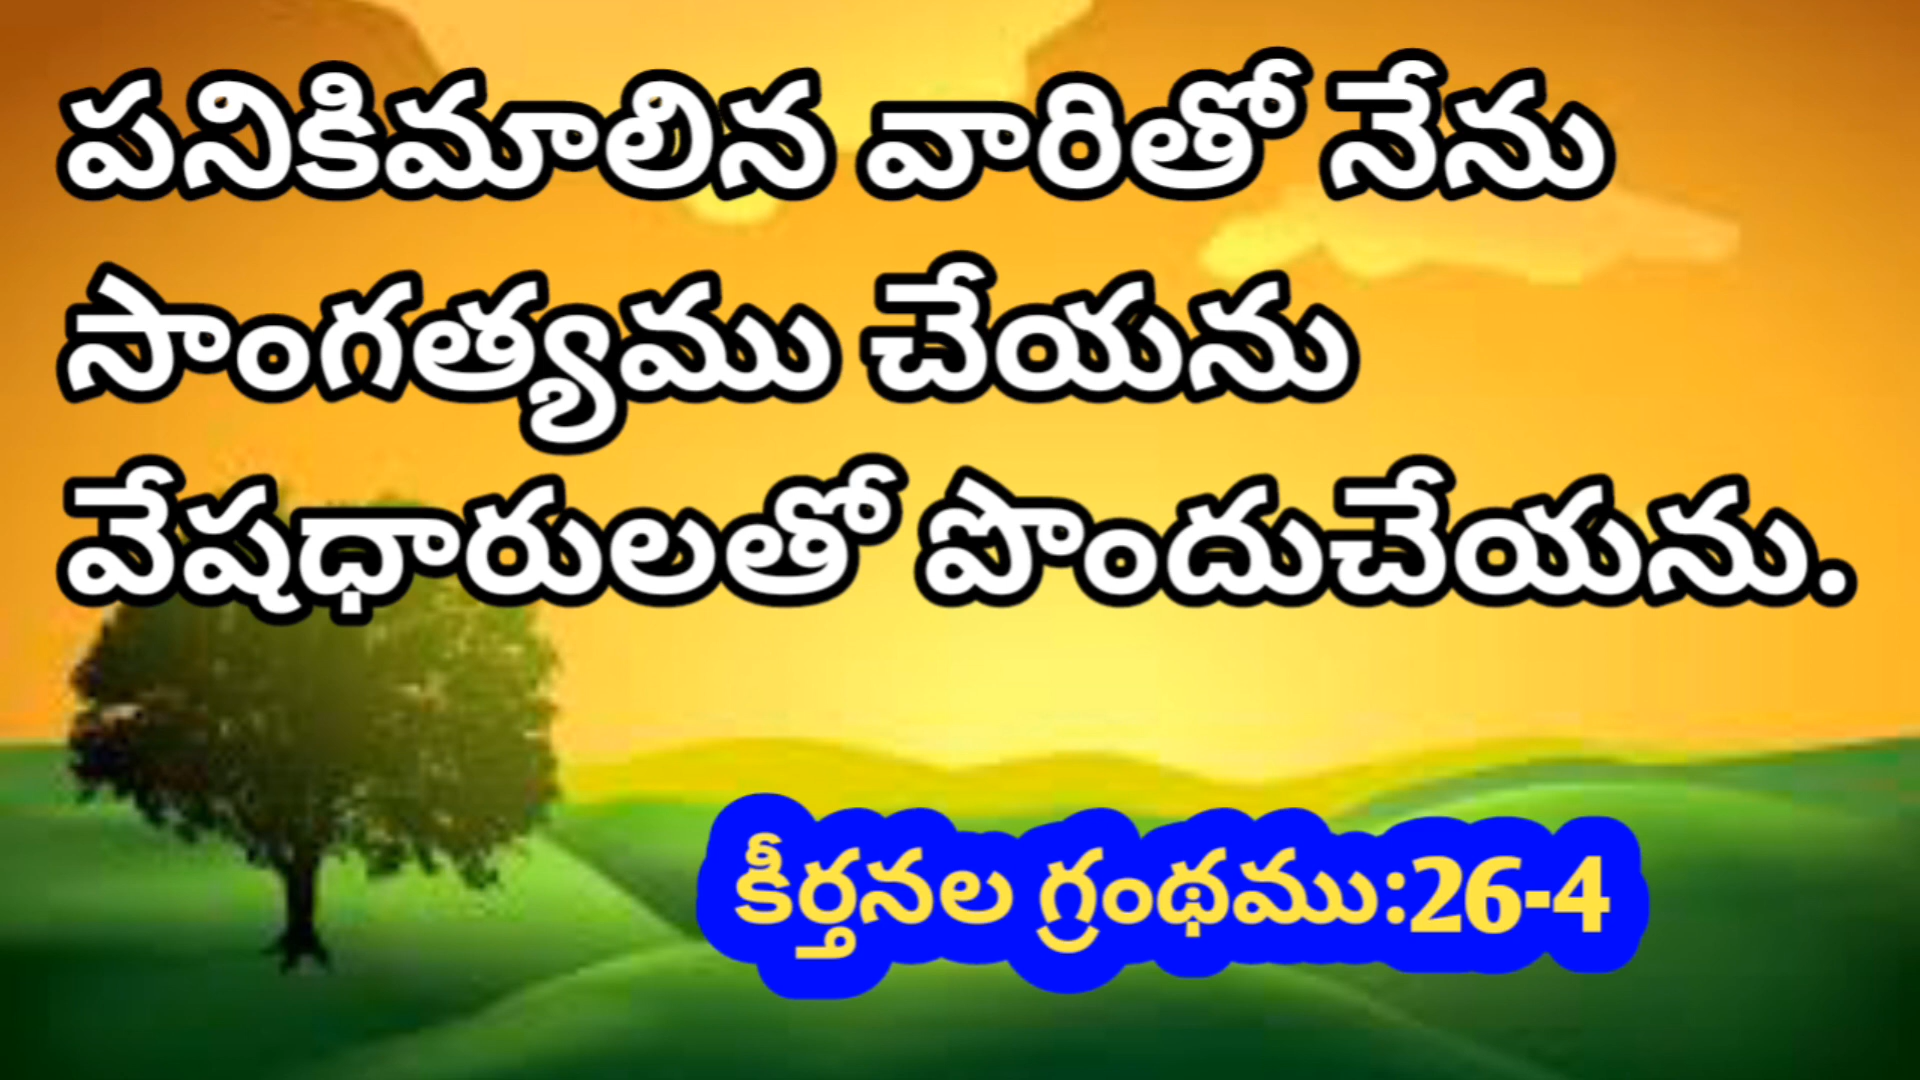 పనికిమాలిన వారితో నేను
సాంగత్యము చేయను
వేషధారులతో పొందుచేయను.
కీర్తనల గ్రంథము:26-4